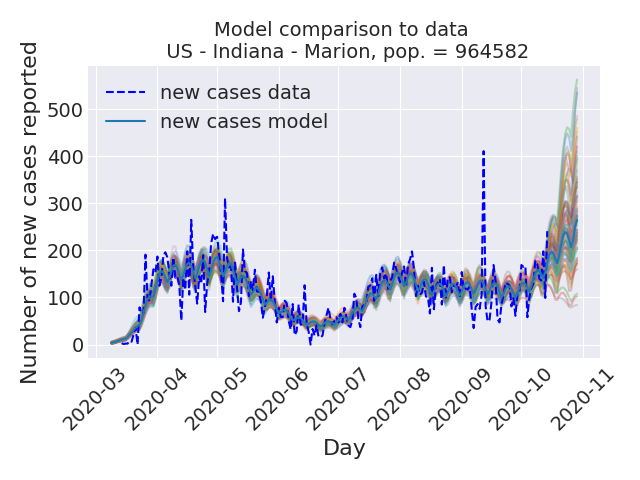 Model comparison to data
US - Indiana - Marion, pop. = 964582
Number of new cases reported
500
400
300
200
100
0
new cases data
new cases model
2020-03
2020-04
2020-05
2020-06
2020-07
2020-08
2020-09
2020-10
2020-11
Day